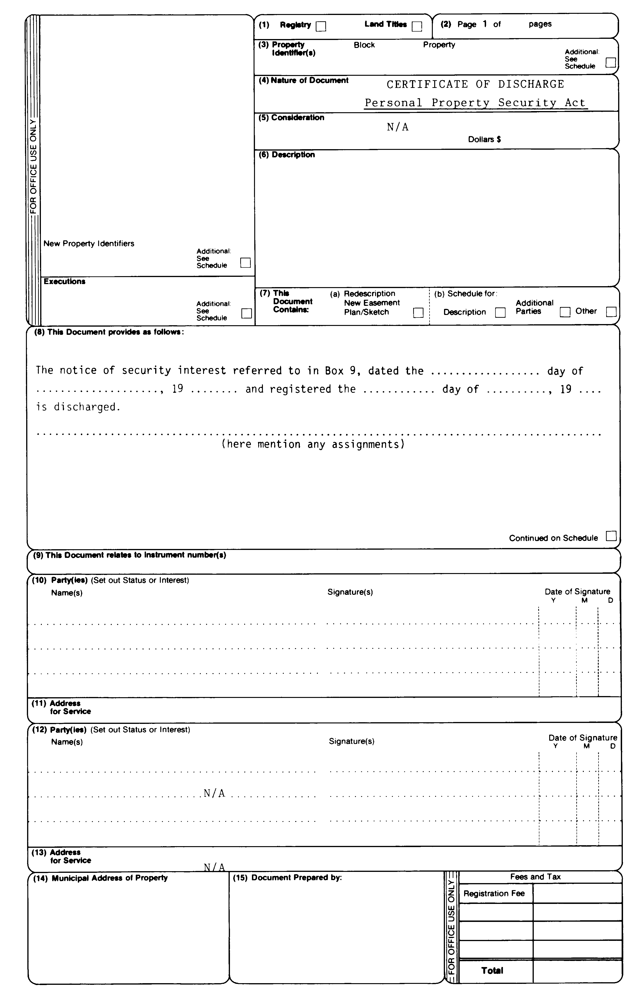 FOR OFFICE USE ONLY
New Property Identifiers
Additional:
See
Schedule
Executions
Additional:
See
Schedule
(1) Registry Land Titles
(2) Page 1 of pages
(3) Property Identifier(s) Block Property
Additional:
See
Schedule
(4) Nature of Document
CERTIFICATE OF DISCHARGE
Personal Property Security Act
(5) Consideration
N/A
Dollars $
(6) Description
(7) This Document Contains:
(a) Redescription
New Easement
Plan/Sketch
(b) Schedule for:
Description
Additional
Parties
Other
(8) This Document provides as follows:
The notice of security interest referred to in Box 9, dated the .................. day of
...................., 19 ........ and registered the ............ day of .........., 19 ....
is discharged.
(here mention any assignments)
Continued on Schedule
(9) This Document relates to instrument number(s)
(10) Party(ies) (Set out Status or Interest)
Name(s) Signature(s) Date of Signature
Y M D
(11) Address
for Service
(12) Party(ies) (Set out Status or Interest)
Name(s) Signature(s) Date of Signature
Y M D
N/A
(13) Address
for Service
N/A
(14) Municipal Address of Property
(15) Document Prepared by:
FOR OFFICE USE ONLY
Fees and Tax
Registration Fee
Total